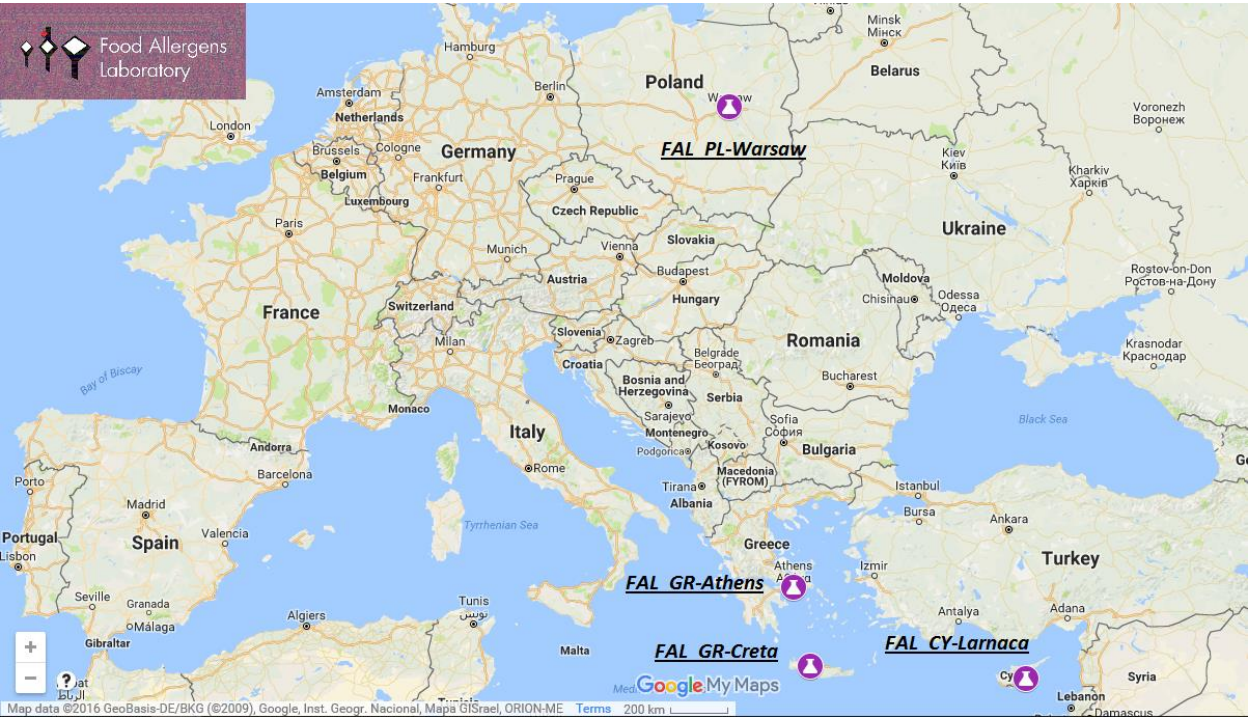 Food Allergens
Laboratory
Minsk
Мінск
Hamburg
Poland
Belarus
Berlin
Amsterdam
Netherlands
Voronezh
Воронеж
London
FAL PL-Warsaw
Brussels
Cologne
Germany
Belgium
Kiev
Київ
Kharkiv
Харків
Frankfurt
Prague
Luxembourg
Czech Republic
Paris
Ukraine
Slovakia
Vienna
Munich
Budapest
Austria
Moldova
Rostov-on-Don
Ростов-на-Дону
Hungary
Chisinau
Odessa
Одеса
Switzerland
France
Slovenia
Zagreb
Romania
Milan
Krasnodar
Краснодар
Croatia
Belgrade
Београд
Bay of Biscay
Bosnia and
Herzegovina
Bucharest
Serbia
Monaco
Sarajevo
Sofia
София
Black Sea
Italy
Montenegro
Kosovo
Andorra
Podgorica
Bulgaria
Rome
Macedonia
(FYROM)
Barcelona
Porto
Tirana
Istanbul
Albania
Madrid
Bursa
Ankara
Tyrrhenian Sea
Valencia
Portugal
Spain
Greece
Lisbon
Turkey
Athens
Izmir
FAL GR-Athens
Seville
Granada
Tunis
تونس
Algiers
Antalya
Adana
Málaga
Gibraltar
Malta
FAL GR-Creta
FAL CY-Larnaca
Syria
Google My Maps
Lebanon
Damascus
Map data ©2016 GeoBasis-DE/BKG (©2009), Google, Inst. Geogr. Nacional, Mapa GISrael, ORION-ME Terms 200 km